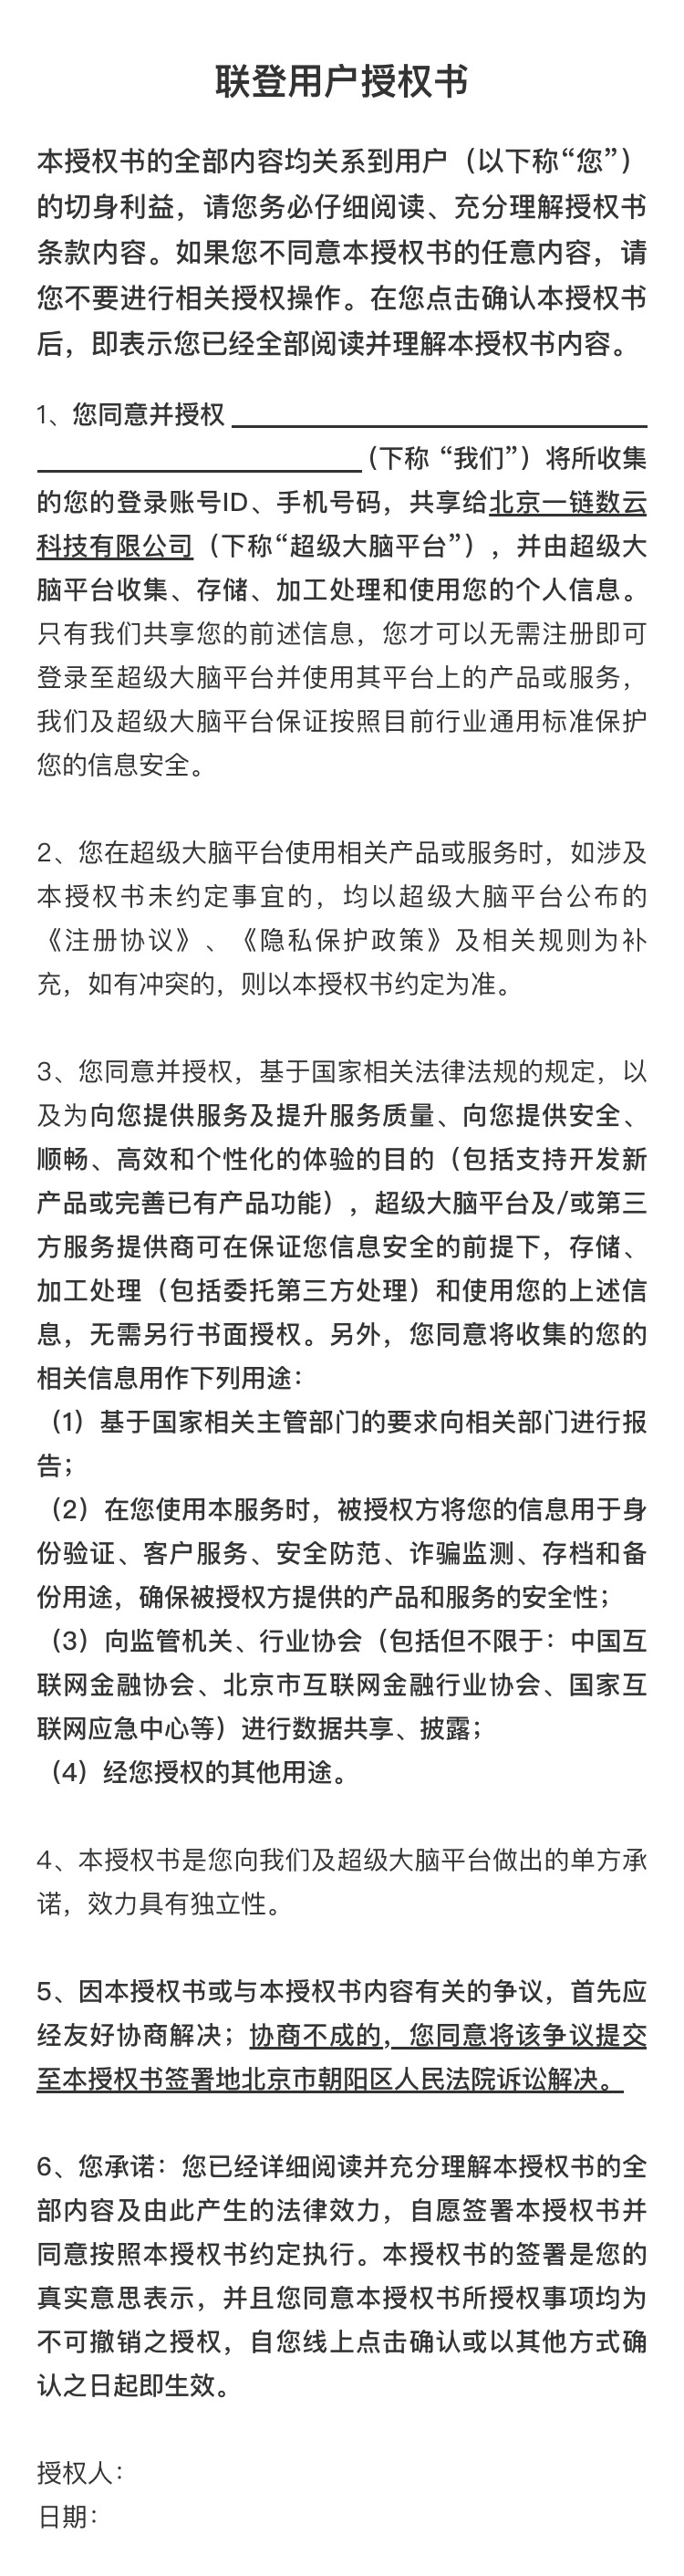 联登用户授权书
本授权书的全部内容均关系到用户（以下称“您”）
的切身利益，请您务必仔细阅读、充分理解授权书
条款内容。如果您不同意本授权书的任意内容，请
您不要进行相关授权操作。在您点击确认本授权书
后，即表示您已经全部阅读并理解本授权书内容。
1、您同意并授权
（下称 “我们”）将所收集
的您的登录账号ID、手机号码，共享给北京一链数云
科技有限公司（下称“超级大脑平台”），并由超级大
脑平台收集、存储、加工处理和使用您的个人信息。
只有我们共享您的前述信息，您才可以无需注册即可
登录至超级大脑平台并使用其平台上的产品或服务，
我们及超级大脑平台保证按照目前行业通用标准保护
您的信息安全。
2、您在超级大脑平台使用相关产品或服务时，如涉及
本授权书未约定事宜的，均以超级大脑平台公布的
《注册协议》、《隐私保护政策》及相关规则为补
充，如有冲突的，则以本授权书约定为准。
3、您同意并授权，基于国家相关法律法规的规定，以
及为向您提供服务及提升服务质量、向您提供安全、
顺畅、高效和个性化的体验的目的（包括支持开发新
产品或完善已有产品功能），超级大脑平台及/或第三
方服务提供商可在保证您信息安全的前提下，存储、
加工处理（包括委托第三方处理）和使用您的上述信
息，无需另行书面授权。另外，您同意将收集的您的
相关信息用作下列用途：
（1）基于国家相关主管部门的要求向相关部门进行报
告；
（2）在您使用本服务时，被授权方将您的信息用于身
份验证、客户服务、安全防范、诈骗监测、存档和备
份用途，确保被授权方提供的产品和服务的安全性；
（3）向监管机关、行业协会（包括但不限于：中国互
联网金融协会、北京市互联网金融行业协会、国家互
联网应急中心等）进行数据共享、披露；
（4）经您授权的其他用途。
4、本授权书是您向我们及超级大脑平台做出的单方承
诺，效力具有独立性。
5、因本授权书或与本授权书内容有关的争议，首先应
经友好协商解决；协商不成的，您同意将该争议提交
至本授权书签署地北京市朝阳区人民法院诉讼解决。
6、您承诺：您已经详细阅读并充分理解本授权书的全
部内容及由此产生的法律效力，自愿签署本授权书并
同意按照本授权书约定执行。本授权书的签署是您的
真实意思表示，并且您同意本授权书所授权事项均为
不可撤销之授权，自您线上点击确认或以其他方式确
认之日起即生效。
授权人：
日期：